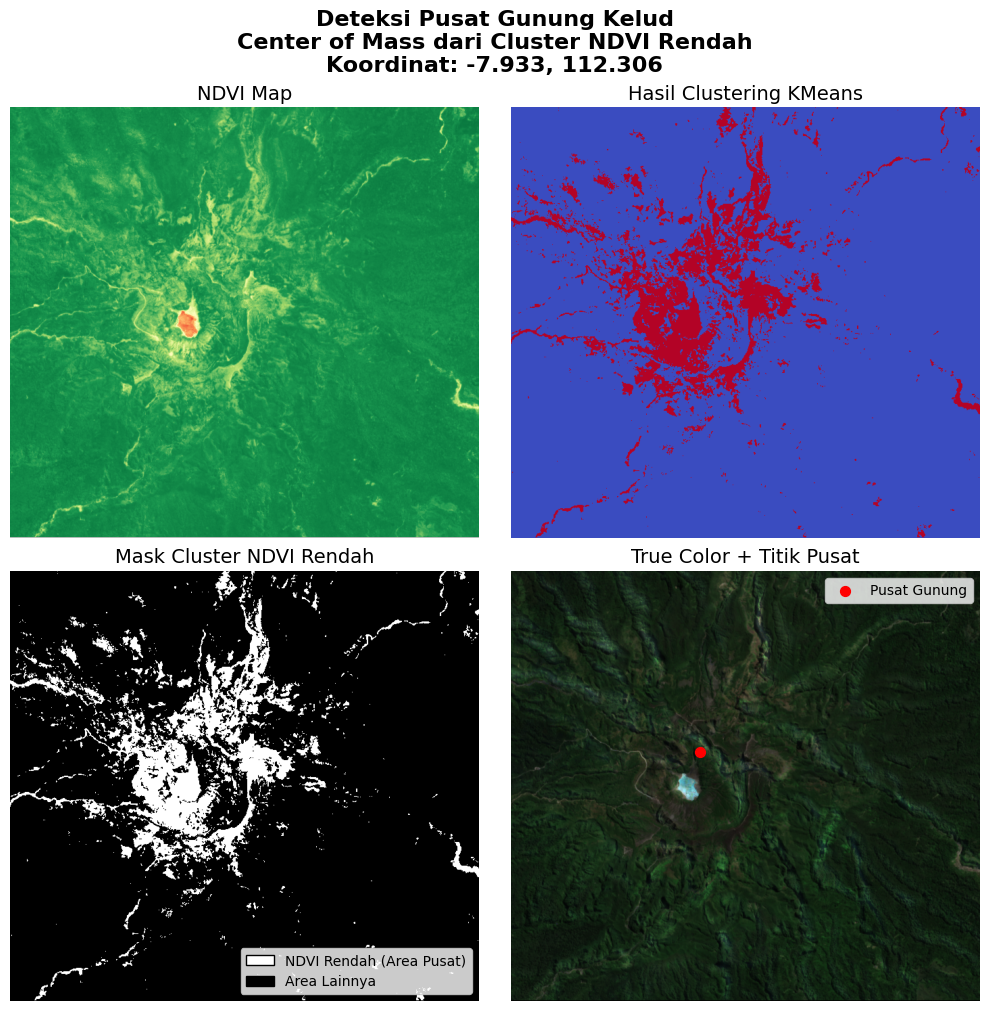 Deteksi Pusat Gunung Kelud
Center of Mass dari Cluster NDVI Rendah
Koordinat: -7.933, 112.306
NDVI Map
Hasil Clustering KMeans
Mask Cluster NDVI Rendah
NDVI Rendah (Area Pusat)
Area Lainnya
True Color + Titik Pusat
Pusat Gunung